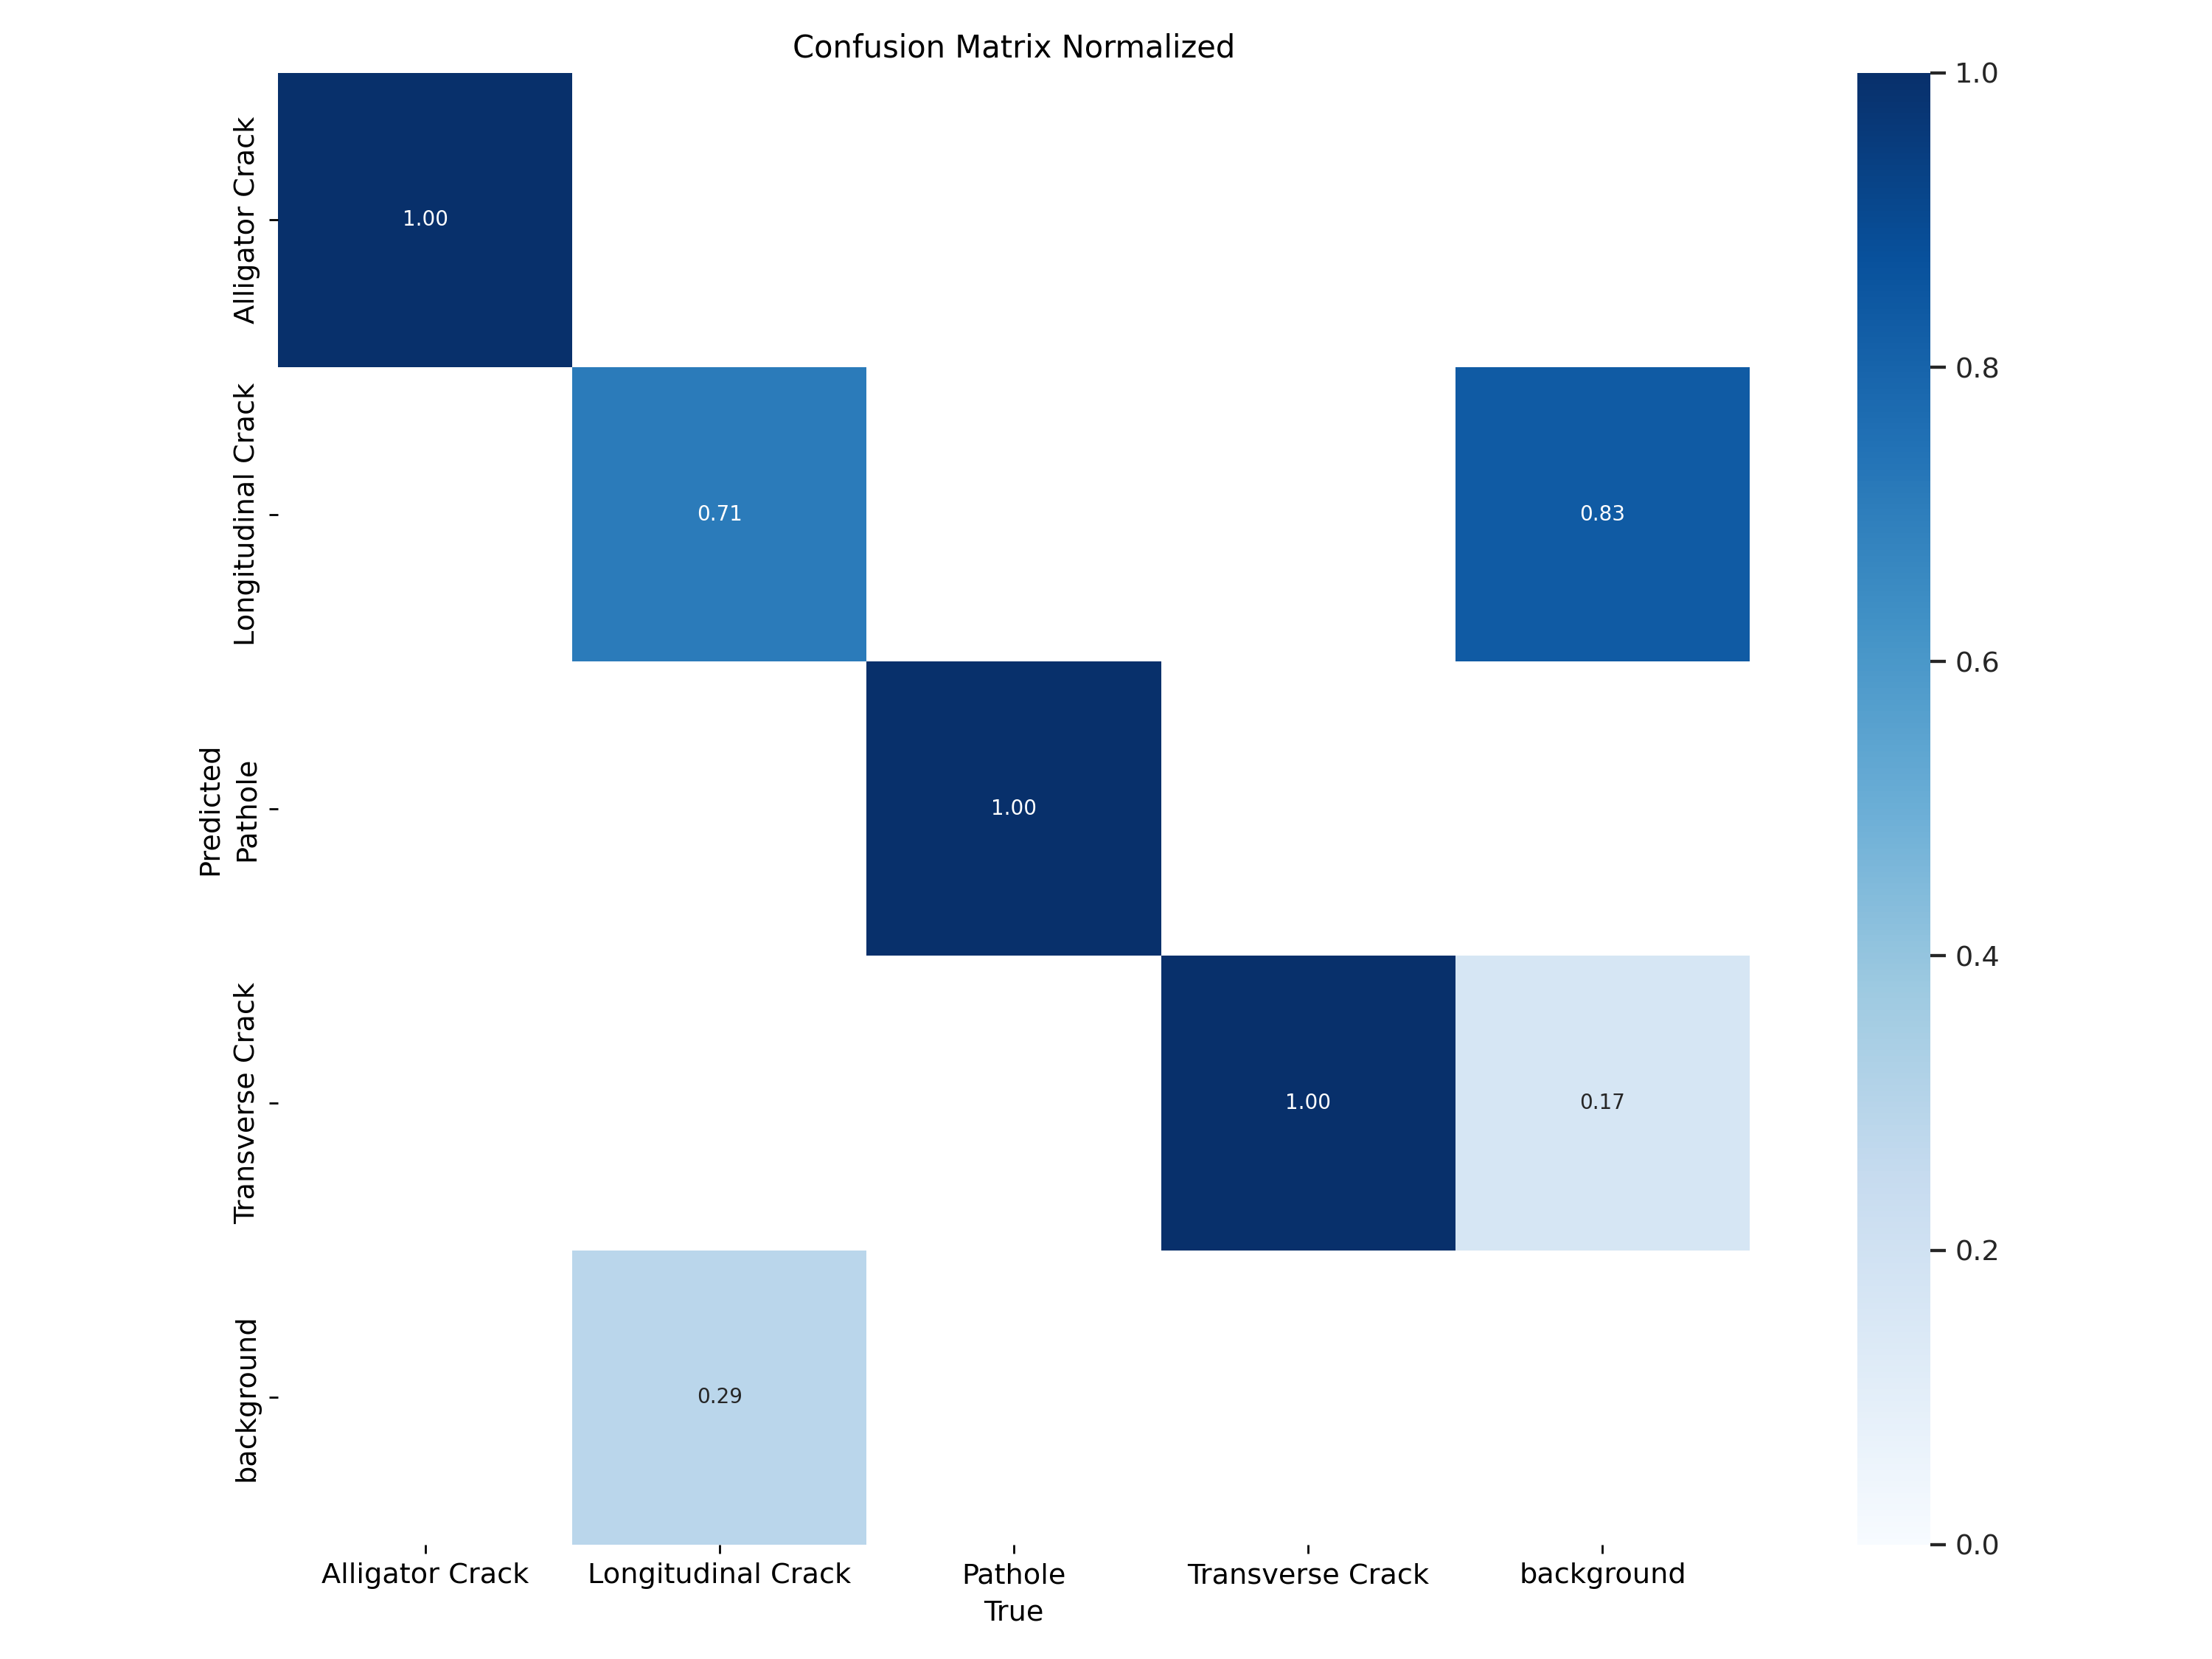 Confusion Matrix Normalized
Alligator Crack
Longitudinal Crack
Pathole
Transverse Crack
background
Predicted
1.00
0.71
0.83
1.00
1.00
0.17
0.29
Alligator Crack
Longitudinal Crack
Pathole
Transverse Crack
background
True
1.0
0.8
0.6
0.4
0.2
0.0